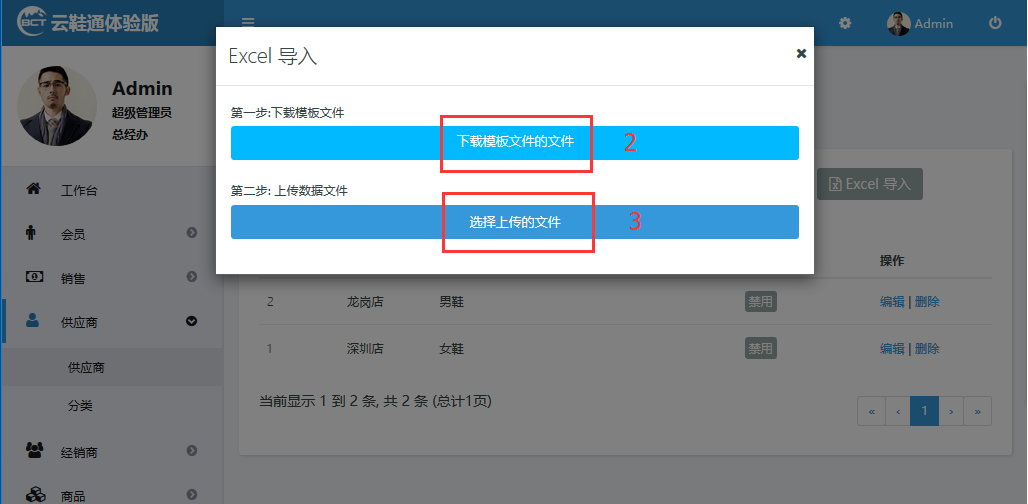 BCT 云鞋通体验版
Admin
Excel 导入
Admin
超级管理员
总经办
第一步:下载模板文件
下载模板文件的文件 2
第二步: 上传数据文件
选择上传的文件 3
Excel 导入
工作台
会员
销售
供应商
供应商
分类
经销商
商品
操作
2 龙岗店 男鞋 禁用 编辑 | 删除
1 深圳店 女鞋 禁用 编辑 | 删除
当前显示 1 到 2 条, 共 2 条 (总计1页)
« ‹ 1 › »